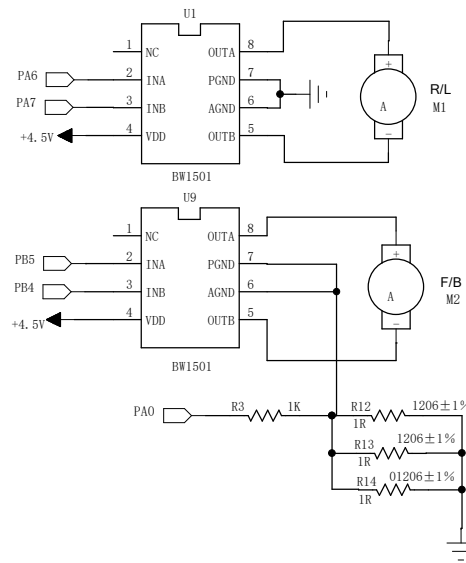 U1
1 NC OUTA 8
PA6 2 INA PGND 7
PA7 3 INB AGND 6
+4.5V 4 VDD OUTB 5
BW1501
+
A
−
R/L
M1
U9
1 NC OUTA 8
PB5 2 INA PGND 7
PB4 3 INB AGND 6
+4.5V 4 VDD OUTB 5
BW1501
+
A
−
F/B
M2
PA0 R3 1K R12 1206±1%
1R
R13 1206±1%
1R
R14 01206±1%
1R